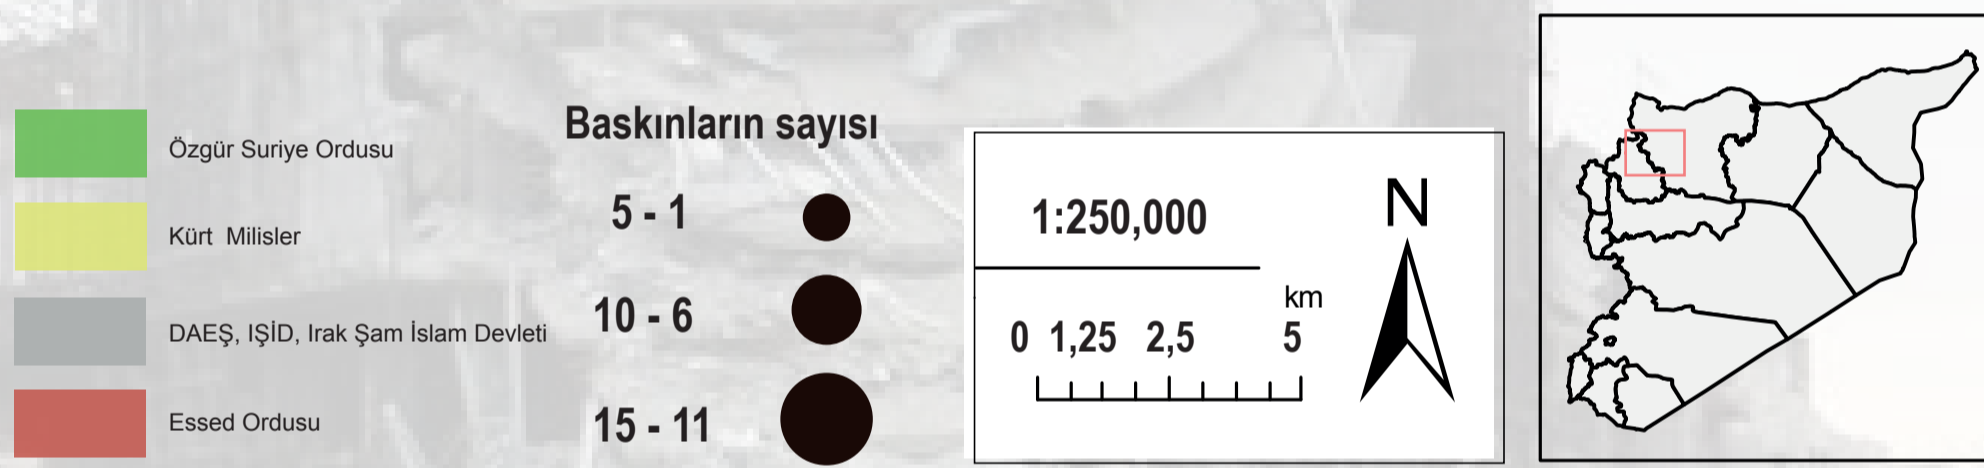 Özgür Suriye Ordusu
Kürt Milisler
DAEŞ, IŞİD, Irak Şam İslam Devleti
Essed Ordusu
Baskınların sayısı
5 - 1
10 - 6
15 - 11
1:250,000
km
0 1,25 2,5 5
N